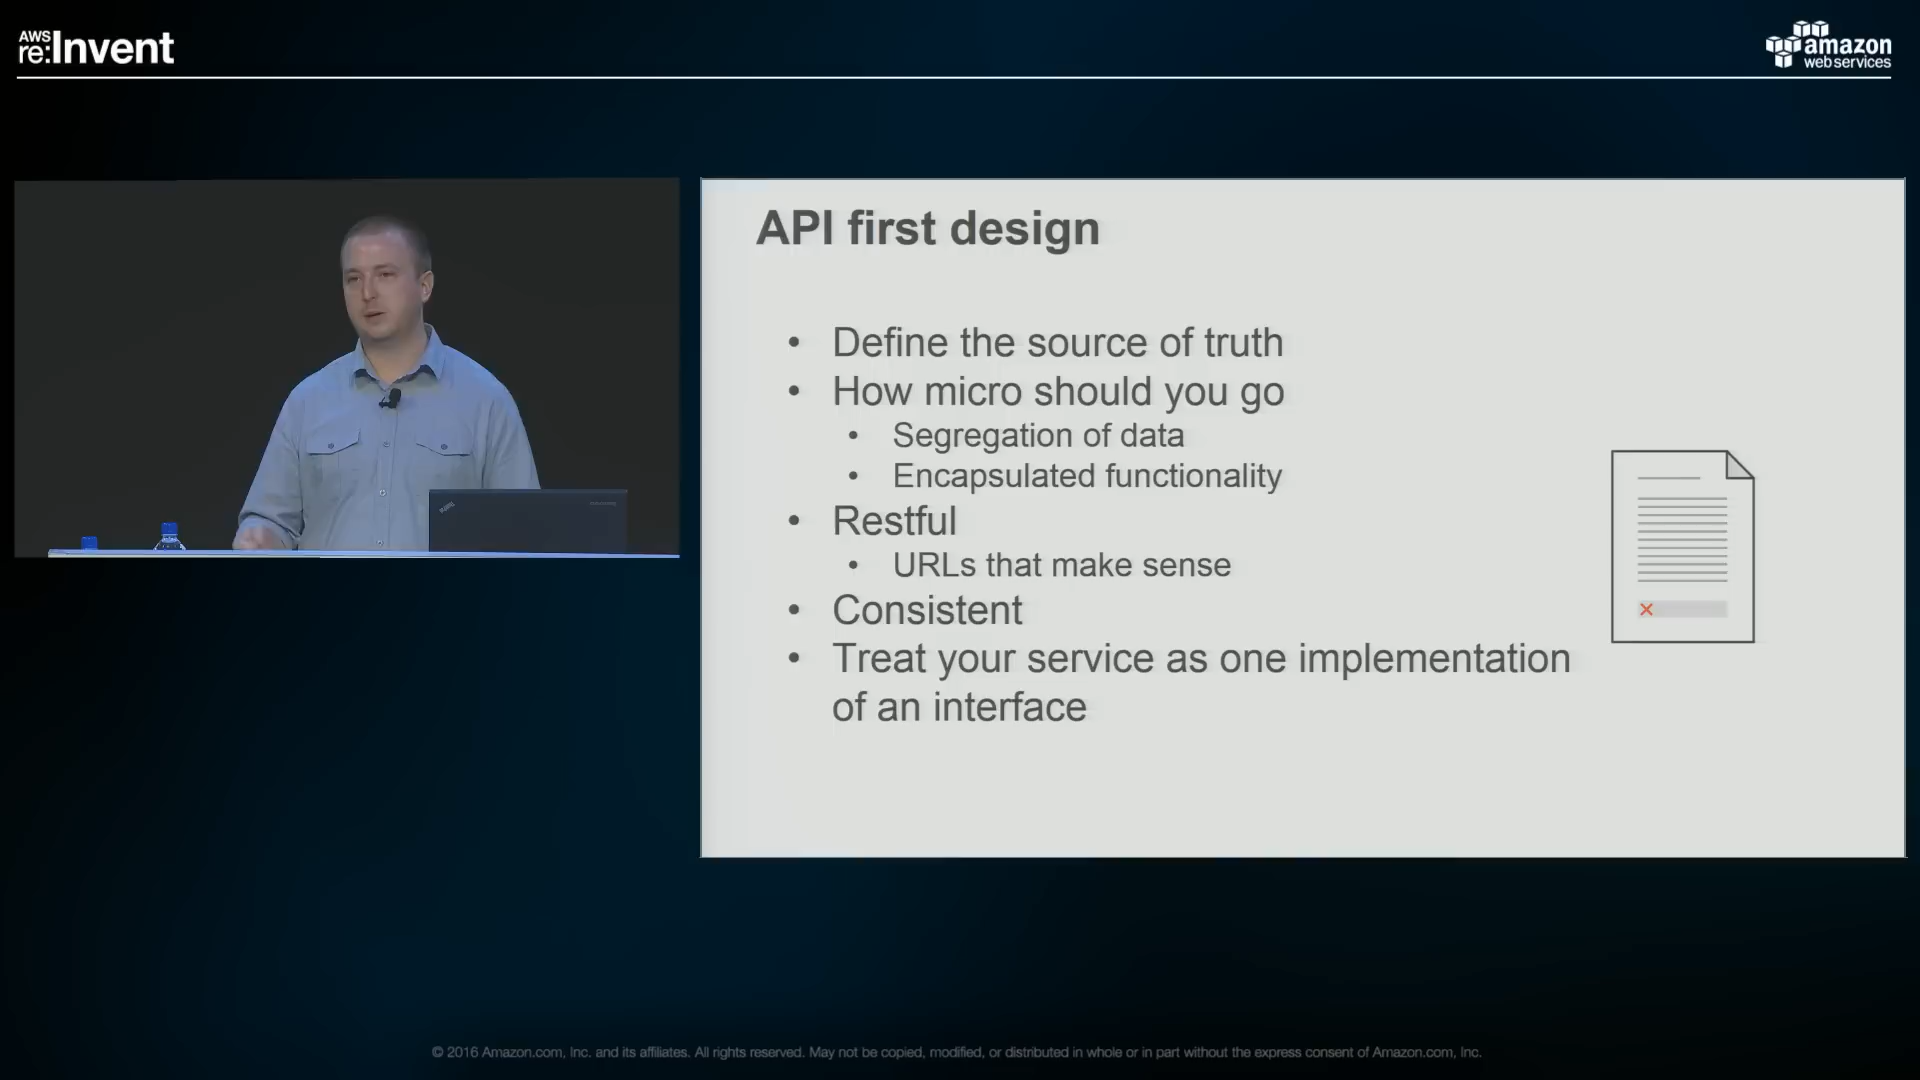 AWS
re:Invent
amazon
web services
API first design
• Define the source of truth
• How micro should you go
• Segregation of data
• Encapsulated functionality
• Restful
• URLs that make sense
• Consistent
• Treat your service as one implementation
of an interface
© 2016 Amazon.com, Inc. and its affiliates. All rights reserved. May not be copied, modified, or distributed in whole or in part without the express consent of Amazon.com, Inc.